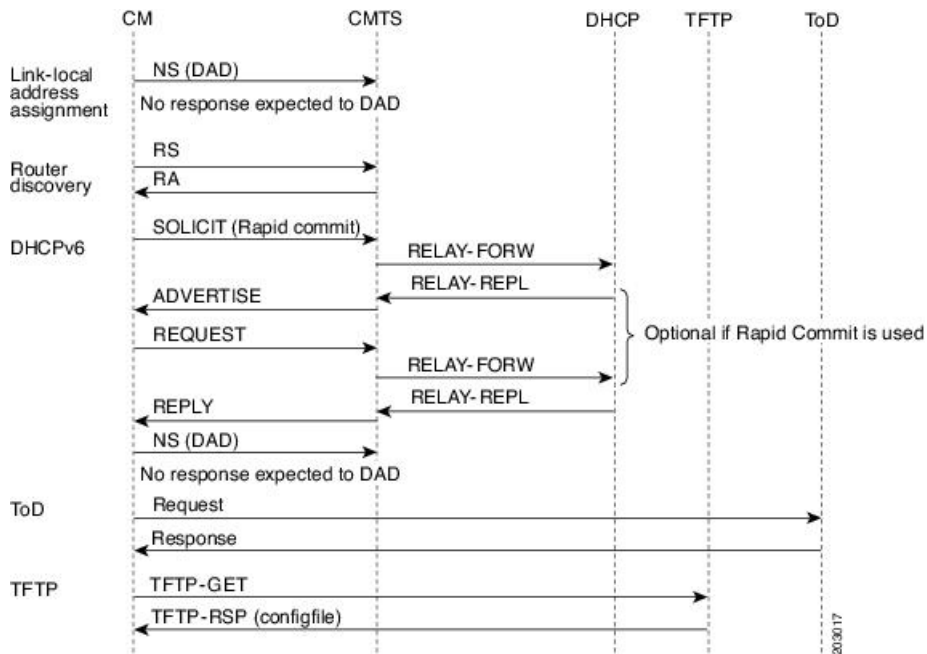 CM CMTS DHCP TFTP ToD
Link-local
address
assignment
NS (DAD)
No response expected to DAD
Router
discovery
RS
RA
DHCPv6
SOLICIT (Rapid commit)
RELAY-FORW
RELAY-REPL
ADVERTISE
REQUEST
Optional if Rapid Commit is used
RELAY-FORW
RELAY-REPL
REPLY
NS (DAD)
No response expected to DAD
ToD
Request
Response
TFTP
TFTP-GET
TFTP-RSP (configfile)
203017